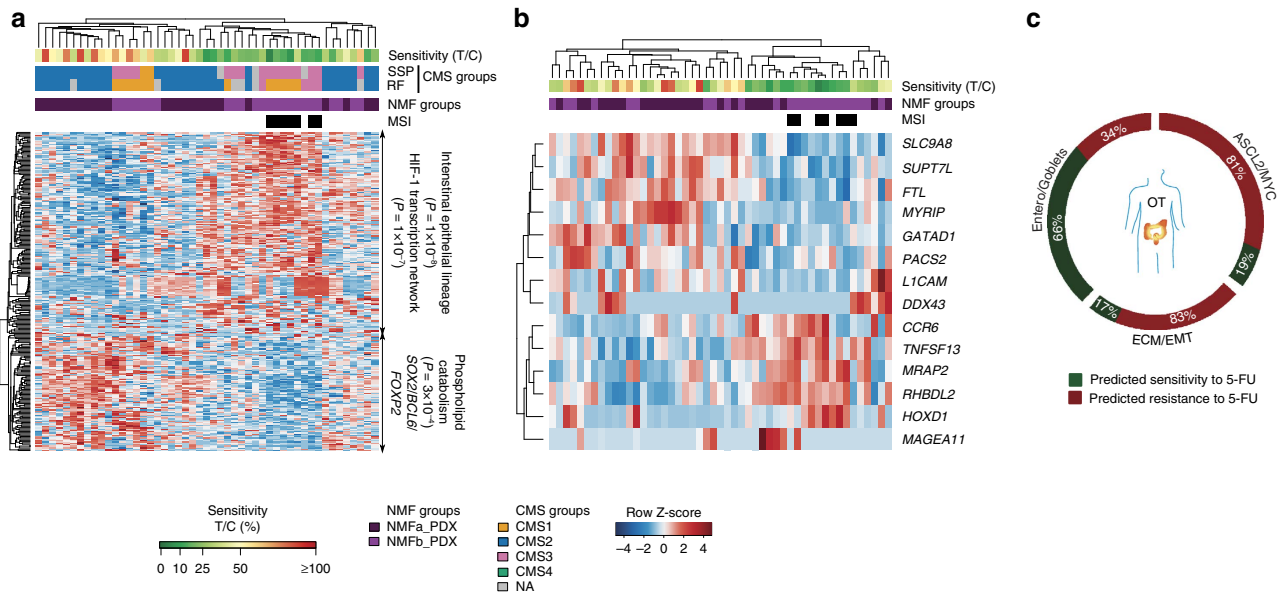 a
Sensitivity (T/C)
SSP
RF
CMS groups
NMF groups
MSI
Intenstinal epithelial lineage
(P = 1×10⁻⁸)
HIF-1 transcription network
(P = 1×10⁻⁷)
Phospholipid
catabolism
(P = 3×10⁻⁴)
SOX2/BCL6/
FOXP2
b
Sensitivity (T/C)
NMF groups
MSI
SLC9A8
SUPT7L
FTL
MYRIP
GATAD1
PACS2
L1CAM
DDX43
CCR6
TNFSF13
MRAP2
RHBDL2
HOXD1
MAGEA11
c
34%
81%
ASCL2/MYC
Entero/Goblets
66%
OT
19%
17%
83%
ECM/EMT
Predicted sensitivity to 5-FU
Predicted resistance to 5-FU
Sensitivity
T/C (%)
0 10 25 50 ≥100
NMF groups
NMFa_PDX
NMFb_PDX
CMS groups
CMS1
CMS2
CMS3
CMS4
NA
Row Z-score
−4 −2 0 2 4